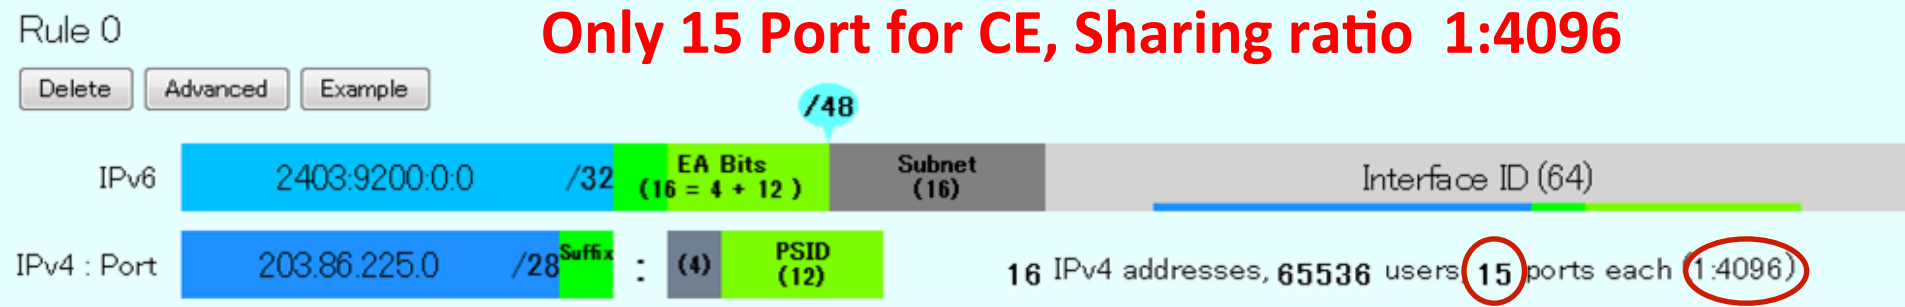 Rule 0
Only 15 Port for CE, Sharing ratio 1:4096
Delete Advanced Example
/48
IPv6 2403:9200:0:0 /32 EA Bits (16 = 4 + 12 ) Subnet (16) Interface ID (64)
IPv4 : Port 203.86.225.0 /28 Suffix : (4) PSID (12) 16 IPv4 addresses, 65536 users, 15 ports each (1:4096)